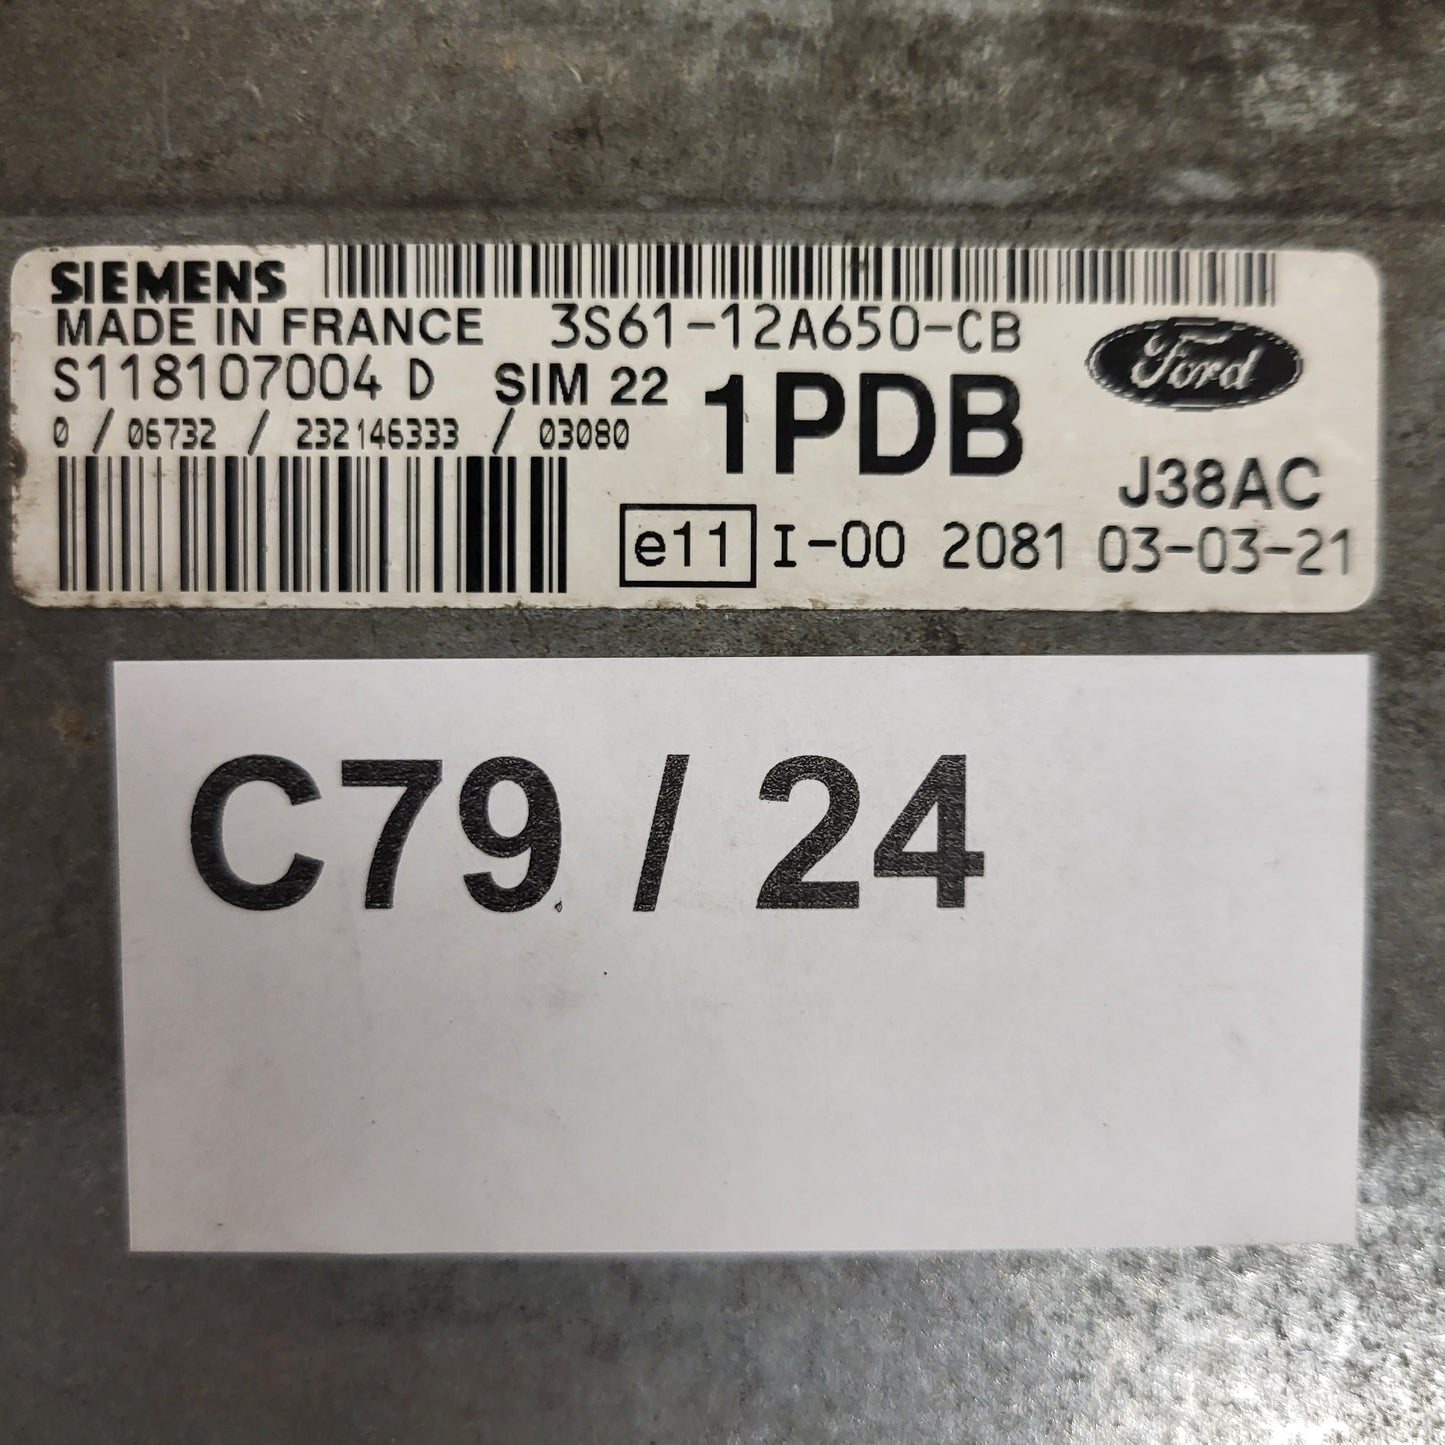 SIEMENS
MADE IN FRANCE 3S61-12A650-CB
Ford
S118107004 D SIM 22 1PDB
0 / 06732 / 232146333 / 03080
J38AC
e11 I-00 2081 03-03-21
C79 / 24